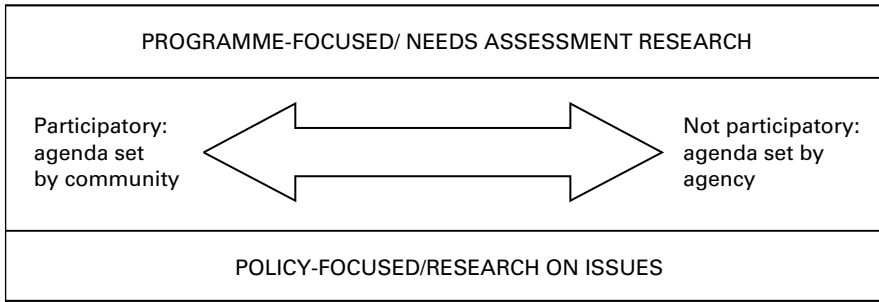 PROGRAMME-FOCUSED/ NEEDS ASSESSMENT RESEARCH
Participatory:
agenda set
by community
Not participatory:
agenda set by
agency
POLICY-FOCUSED/RESEARCH ON ISSUES